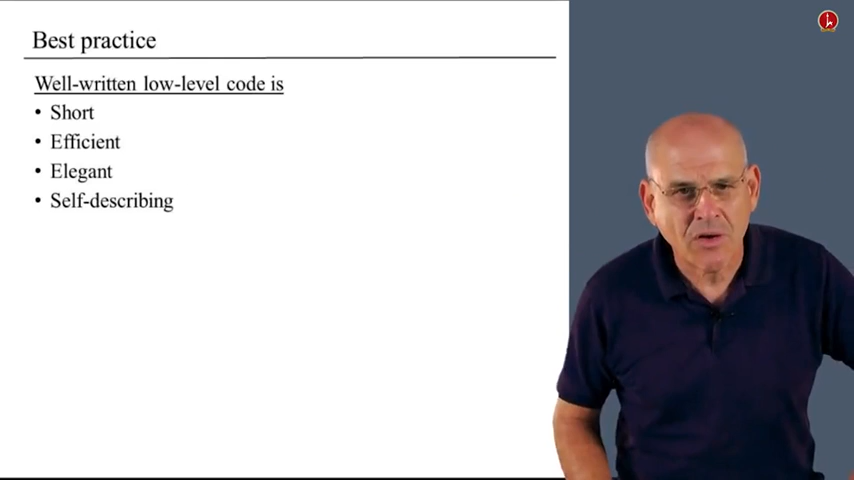 Best practice
Well-written low-level code is
• Short
• Efficient
• Elegant
• Self-describing